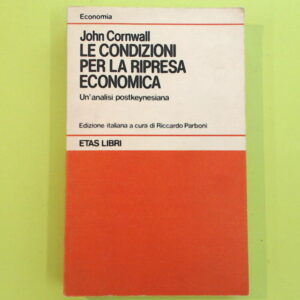 Economia
John Cornwall
LE CONDIZIONI
PER LA RIPRESA
ECONOMICA
Un'analisi postkeynesiana
Edizione italiana a cura di Riccardo Parboni
ETAS LIBRI